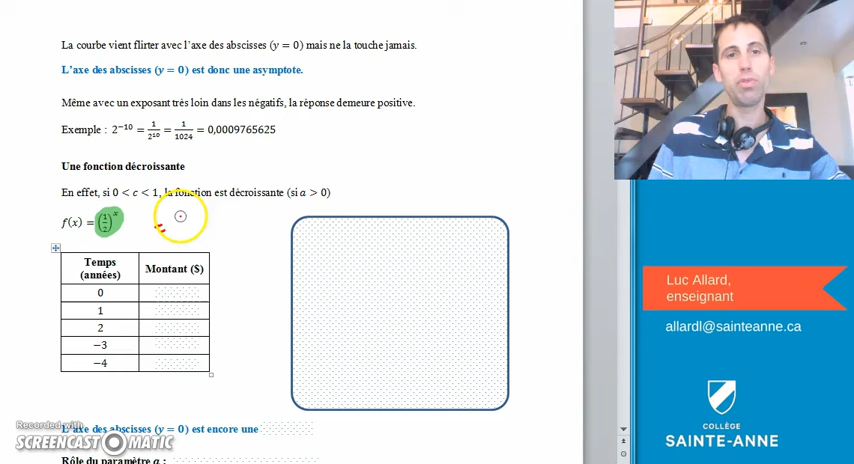 La courbe vient flirter avec l'axe des abscisses (y = 0) mais ne la touche jamais.
L'axe des abscisses (y = 0) est donc une asymptote.
Même avec un exposant très loin dans les négatifs, la réponse demeure positive.
Exemple : 2⁻¹⁰ = 1/2¹⁰ = 1/1024 = 0,0009765625
Une fonction décroissante
En effet, si 0 < c < 1, la fonction est décroissante (si a > 0)
f(x) = (1/2)ˣ
Temps (années) Montant ($)
0
1
2
−3
−4
L'axe des abscisses (y = 0) est encore une
Rôle du paramètre a :
Recorded with
SCREENCAST MATIC
Luc Allard,
enseignant
allardl@sainteanne.ca
COLLÈGE
SAINTE-ANNE